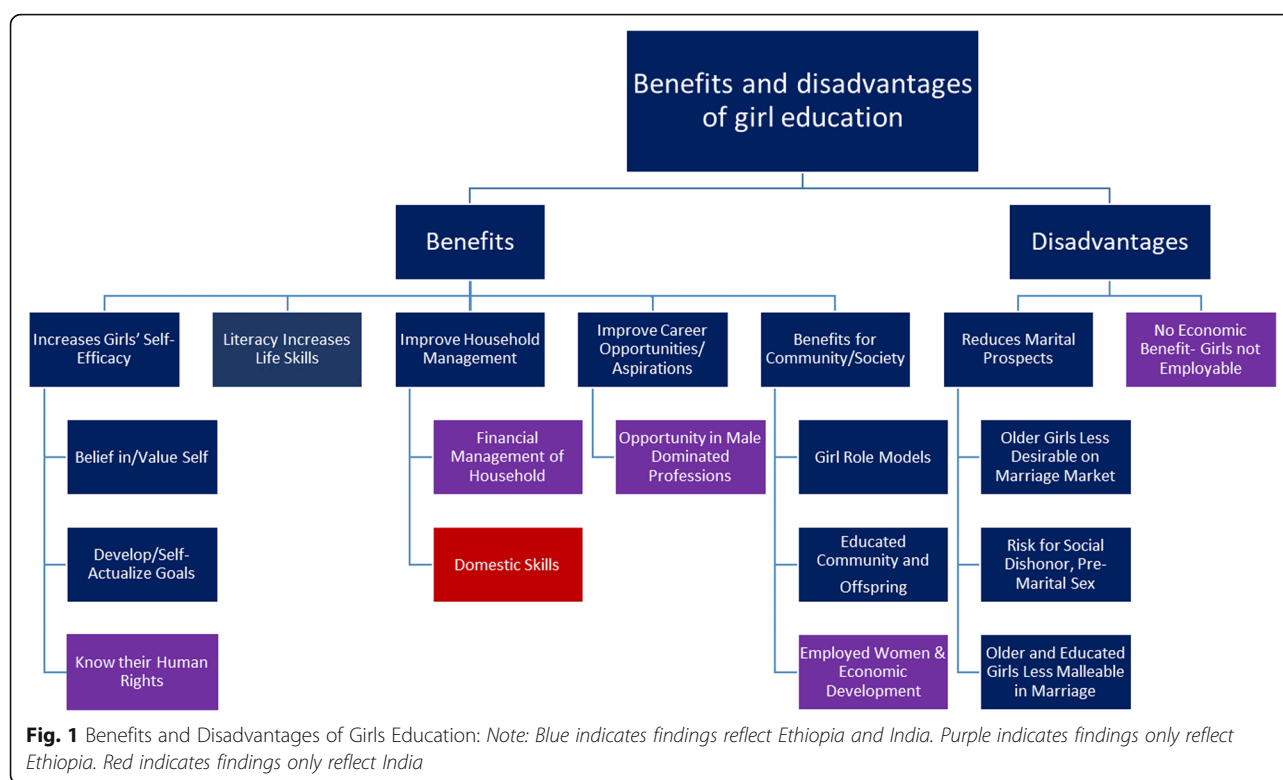 Benefits and disadvantages
of girl education
Benefits
Disadvantages
Increases Girls' Self-
Efficacy
Literacy Increases
Life Skills
Improve Household
Management
Improve Career
Opportunities/
Aspirations
Benefits for
Community/Society
Reduces Marital
Prospects
No Economic
Benefit- Girls not
Employable
Belief in/Value Self
Financial
Management of
Household
Opportunity in Male
Dominated
Professions
Girl Role Models
Older Girls Less
Desirable on
Marriage Market
Develop/Self-
Actualize Goals
Domestic Skills
Educated
Community and
Offspring
Risk for Social
Dishonor, Pre-
Marital Sex
Know their Human
Rights
Employed Women &
Economic
Development
Older and Educated
Girls Less Malleable
in Marriage
Fig. 1 Benefits and Disadvantages of Girls Education: Note: Blue indicates findings reflect Ethiopia and India. Purple indicates findings only reflect
Ethiopia. Red indicates findings only reflect India